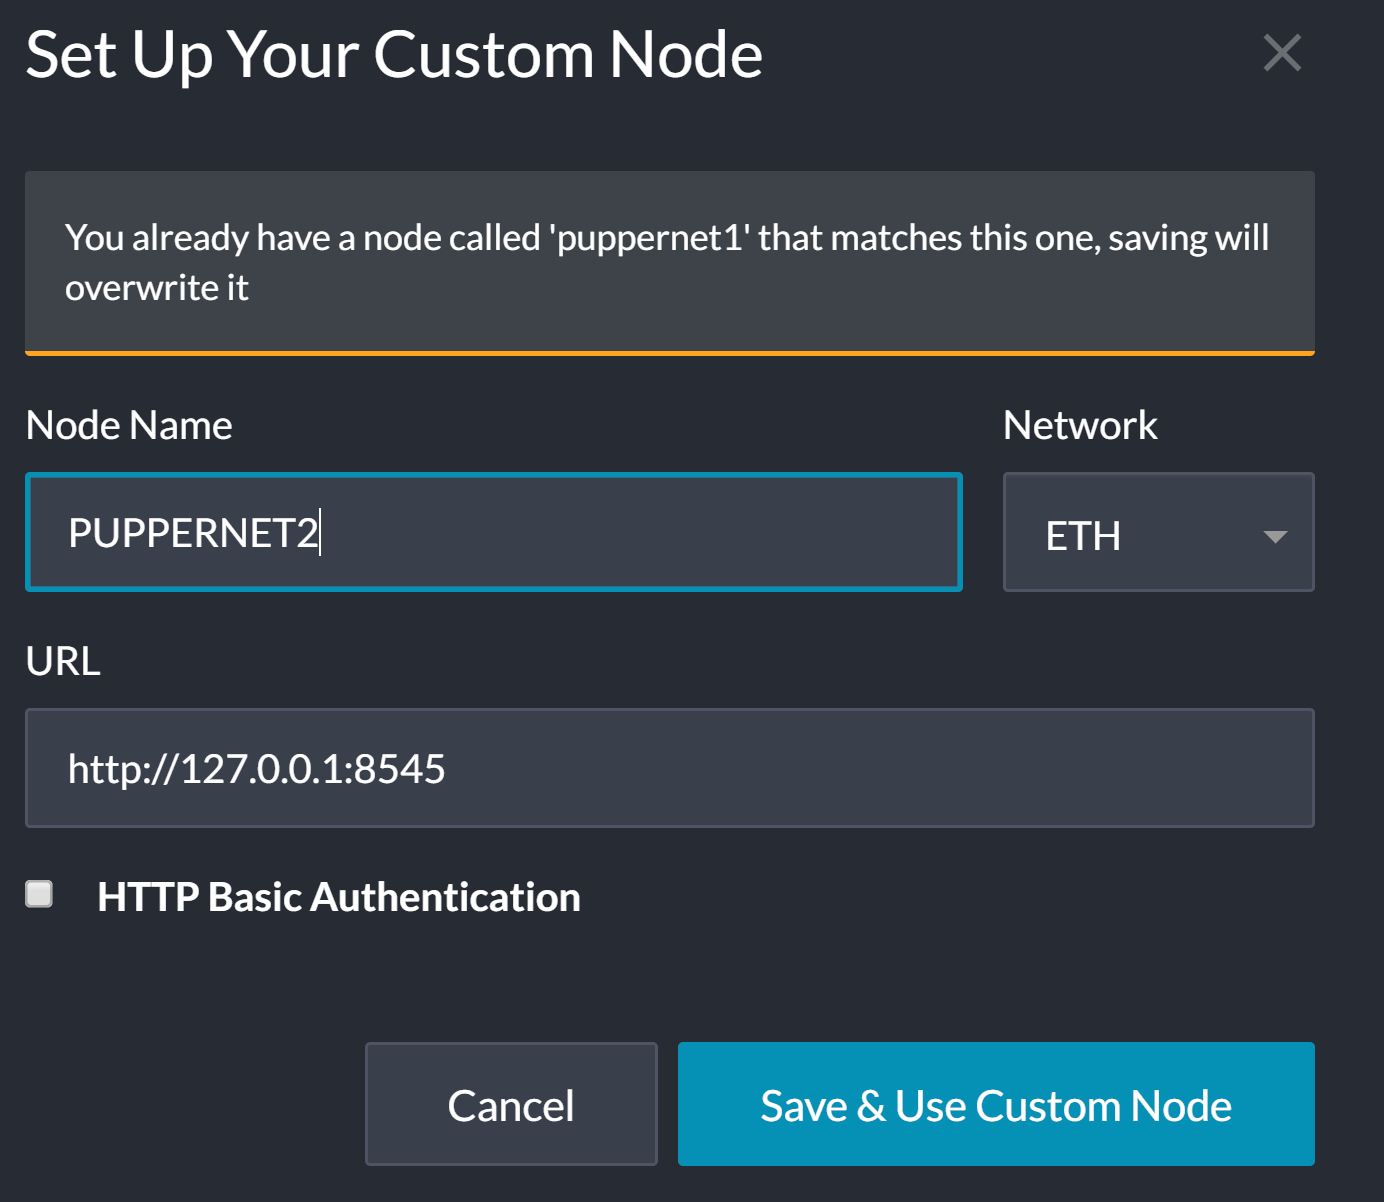 Set Up Your Custom Node
You already have a node called 'puppernet1' that matches this one, saving will
overwrite it
Node Name
Network
PUPPERNET2
ETH
URL
http://127.0.0.1:8545
HTTP Basic Authentication
Cancel
Save & Use Custom Node